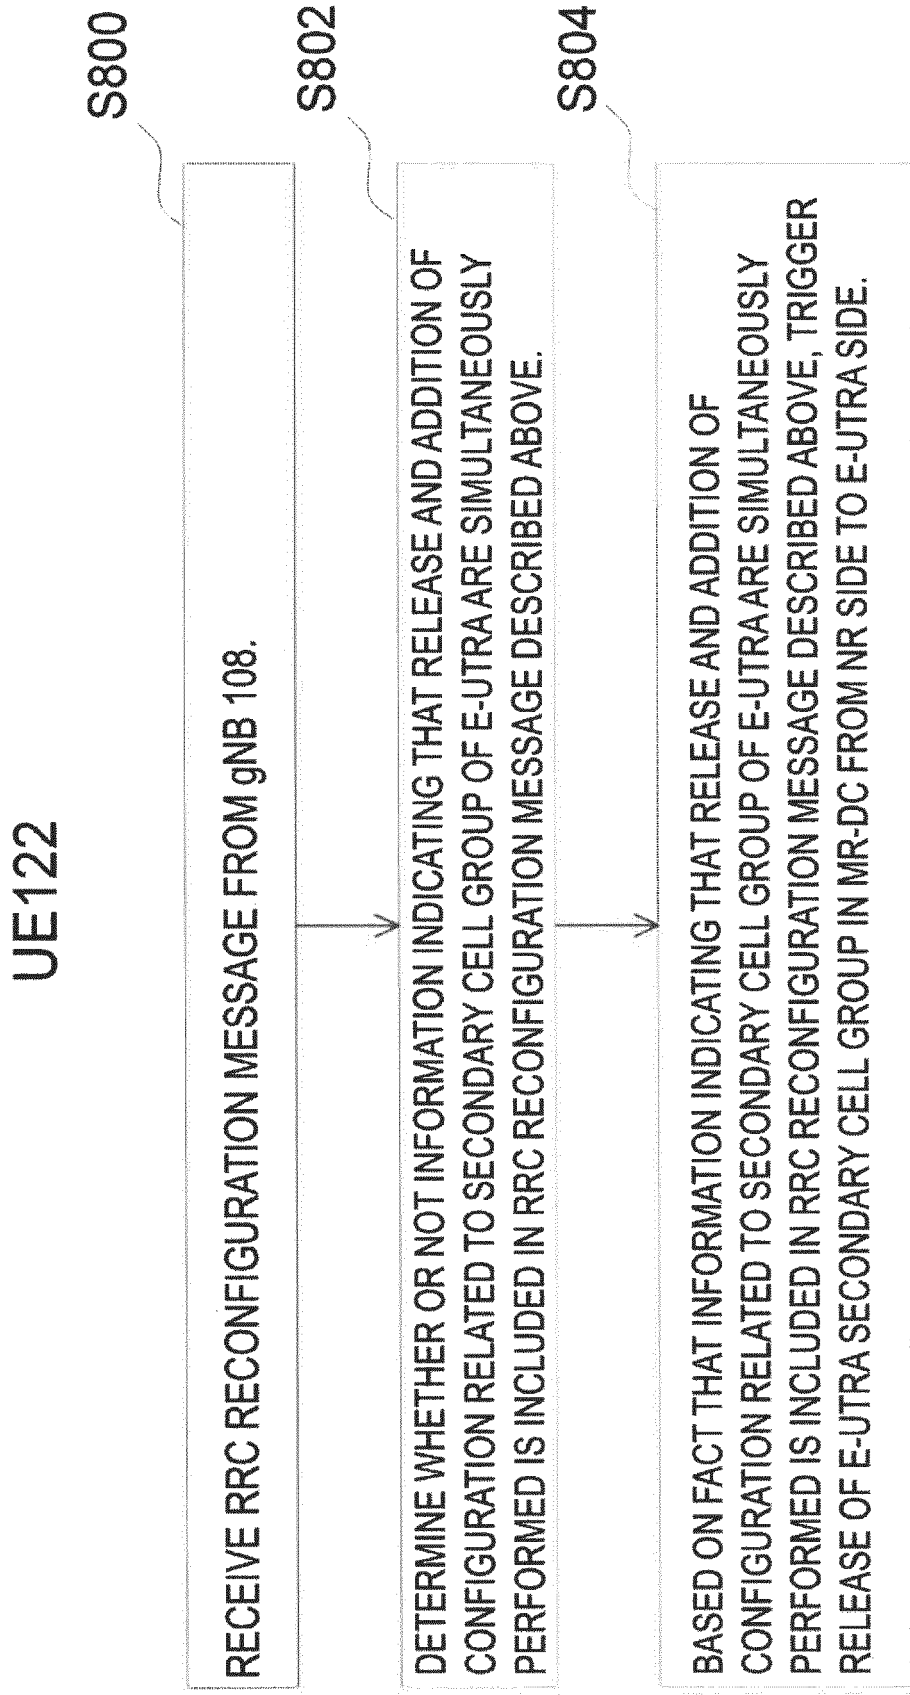 UE122
S800
RECEIVE RRC RECONFIGURATION MESSAGE FROM gNB 108.
S802
DETERMINE WHETHER OR NOT INFORMATION INDICATING THAT RELEASE AND ADDITION OF
CONFIGURATION RELATED TO SECONDARY CELL GROUP OF E-UTRA ARE SIMULTANEOUSLY
PERFORMED IS INCLUDED IN RRC RECONFIGURATION MESSAGE DESCRIBED ABOVE.
S804
BASED ON FACT THAT INFORMATION INDICATING THAT RELEASE AND ADDITION OF
CONFIGURATION RELATED TO SECONDARY CELL GROUP OF E-UTRA ARE SIMULTANEOUSLY
PERFORMED IS INCLUDED IN RRC RECONFIGURATION MESSAGE DESCRIBED ABOVE, TRIGGER
RELEASE OF E-UTRA SECONDARY CELL GROUP IN MR-DC FROM NR SIDE TO E-UTRA SIDE.